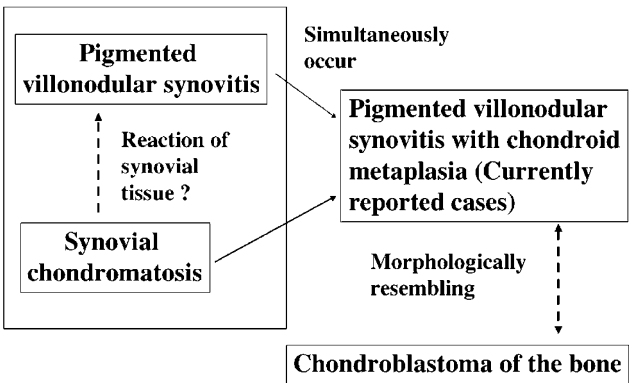 Pigmented
villonodular synovitis
Simultaneously
occur
Reaction of
synovial
tissue ?
Synovial
chondromatosis
Pigmented villonodular
synovitis with chondroid
metaplasia (Currently
reported cases)
Morphologically
resembling
Chondroblastoma of the bone